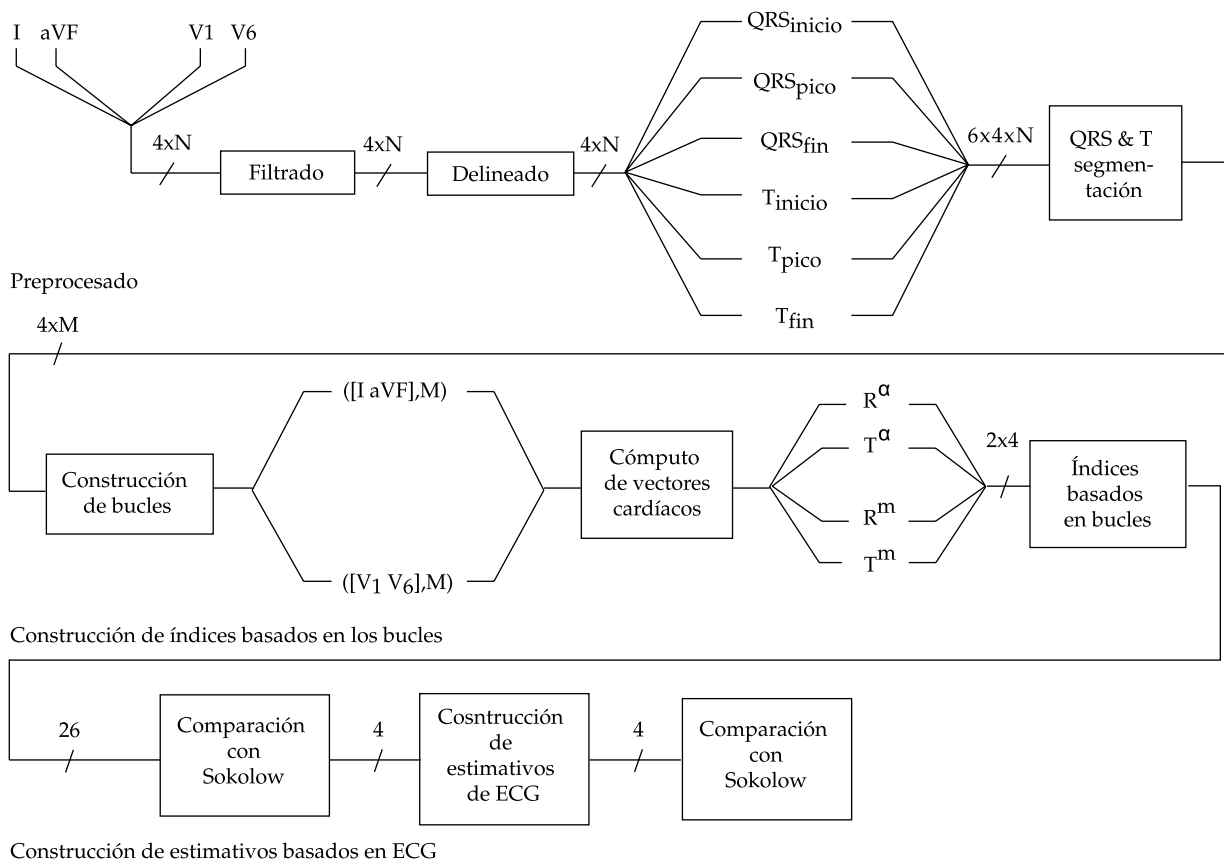 I aVF V1 V6
4xN
Filtrado
4xN
Delineado
4xN
QRSinicio
QRSpico
QRSfin
Tinicio
Tpico
Tfin
6x4xN
QRS & T
segmen-
tación
Preprocesado
4xM
Construcción
de bucles
([I aVF],M)
([V1 V6],M)
Cómputo
de vectores
cardíacos
Rα
Tα
Rm
Tm
2x4
Índices
basados
en bucles
Construcción de índices basados en los bucles
26
Comparación
con
Sokolow
4
Cosntrucción
de
estimativos
de ECG
4
Comparación
con
Sokolow
Construcción de estimativos basados en ECG